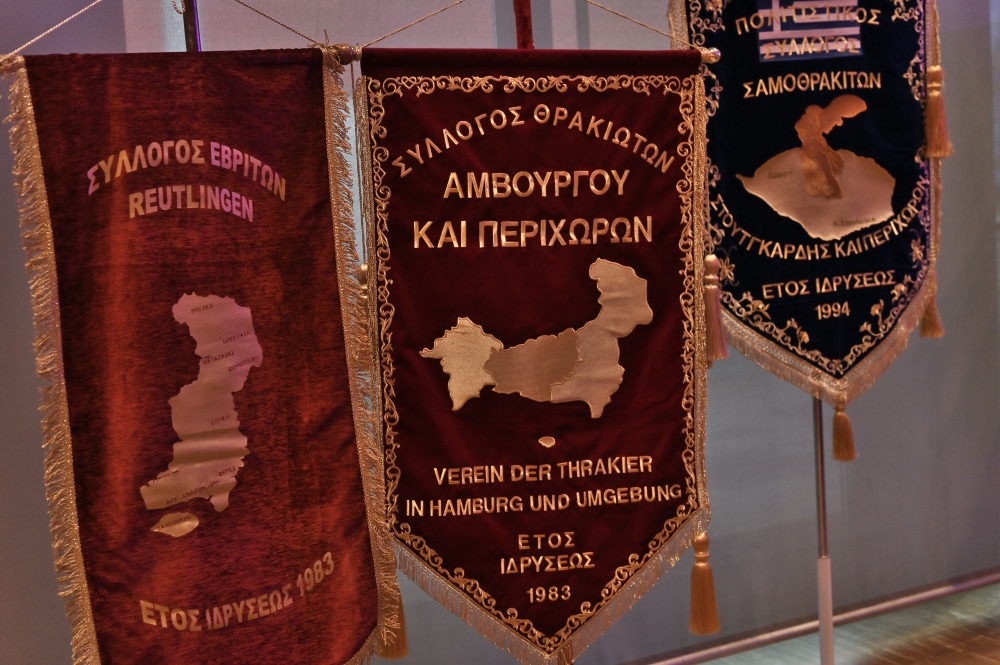 ΣΥΛΛΟΓΟΣ ΕΒΡΙΤΩΝ
REUTLINGEN
ΕΤΟΣ ΙΔΡΥΣΕΩΣ 1983
ΣΥΛΛΟΓΟΣ ΘΡΑΚΙΩΤΩΝ
ΑΜΒΟΥΡΓΟΥ
ΚΑΙ ΠΕΡΙΧΩΡΩΝ
VEREIN DER THRAKIER
IN HAMBURG UND UMGEBUNG
ΕΤΟΣ
ΙΔΡΥΣΕΩΣ
1983
ΠΟΛΙΤΙΣΤΙΚΟΣ
ΣΥΛΛΟΓΟΣ
ΣΑΜΟΘΡΑΚΙΤΩΝ
ΣΤΟΥΤΓΚΑΡΔΗΣ ΚΑΙ ΠΕΡΙΧΩΡΩΝ
ΕΤΟΣ ΙΔΡΥΣΕΩΣ
1994